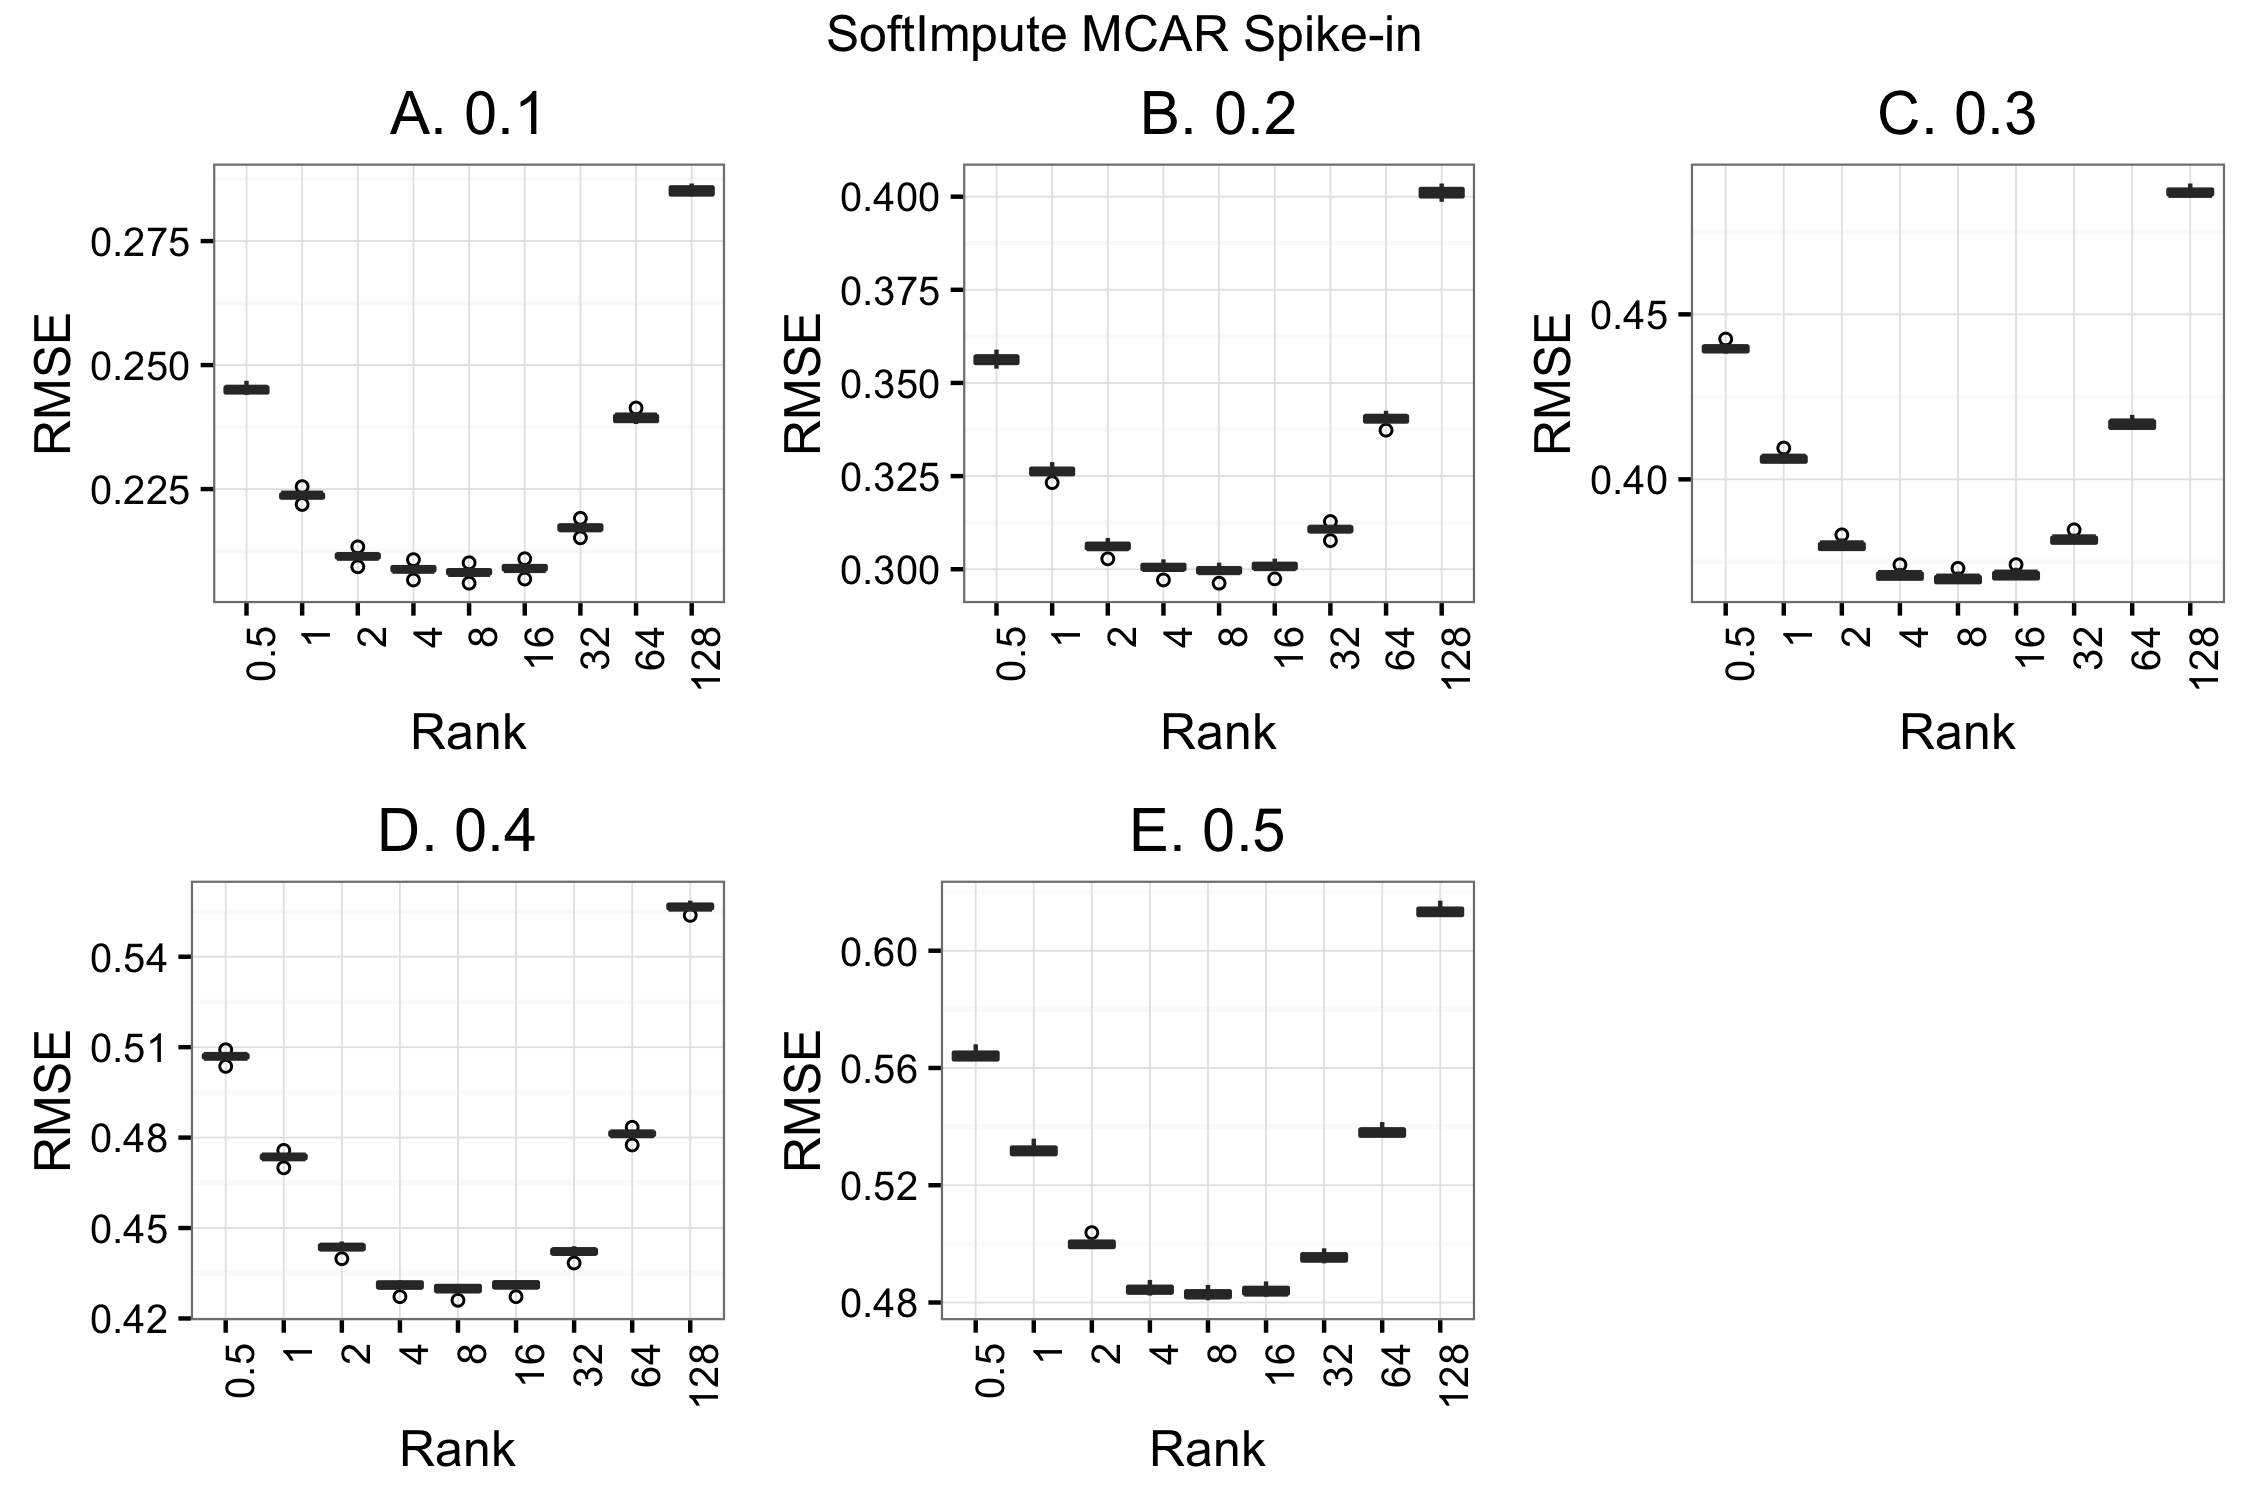 SoftImpute MCAR Spike-in
A. 0.1
RMSE
0.275
0.250
0.225
0.5 1 2 4 8 16 32 64 128
Rank
B. 0.2
RMSE
0.400
0.375
0.350
0.325
0.300
0.5 1 2 4 8 16 32 64 128
Rank
C. 0.3
RMSE
0.45
0.40
0.5 1 2 4 8 16 32 64 128
Rank
D. 0.4
RMSE
0.54
0.51
0.48
0.45
0.42
0.5 1 2 4 8 16 32 64 128
Rank
E. 0.5
RMSE
0.60
0.56
0.52
0.48
0.5 1 2 4 8 16 32 64 128
Rank